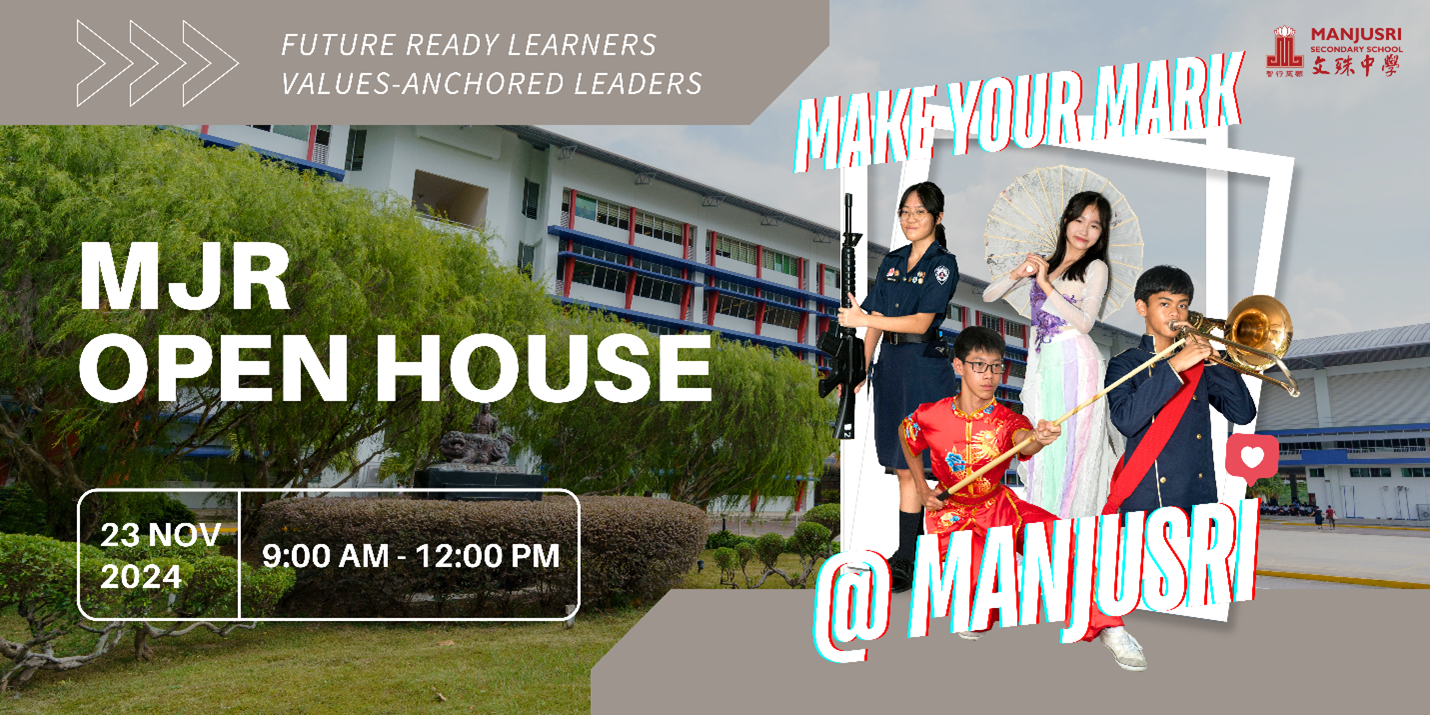 FUTURE READY LEARNERS
VALUES-ANCHORED LEADERS
MANJUSRI
SECONDARY SCHOOL
文殊中學
MAKE YOUR MARK
MJR
OPEN HOUSE
23 NOV
2024
9:00 AM - 12:00 PM
@ MANJUSRI